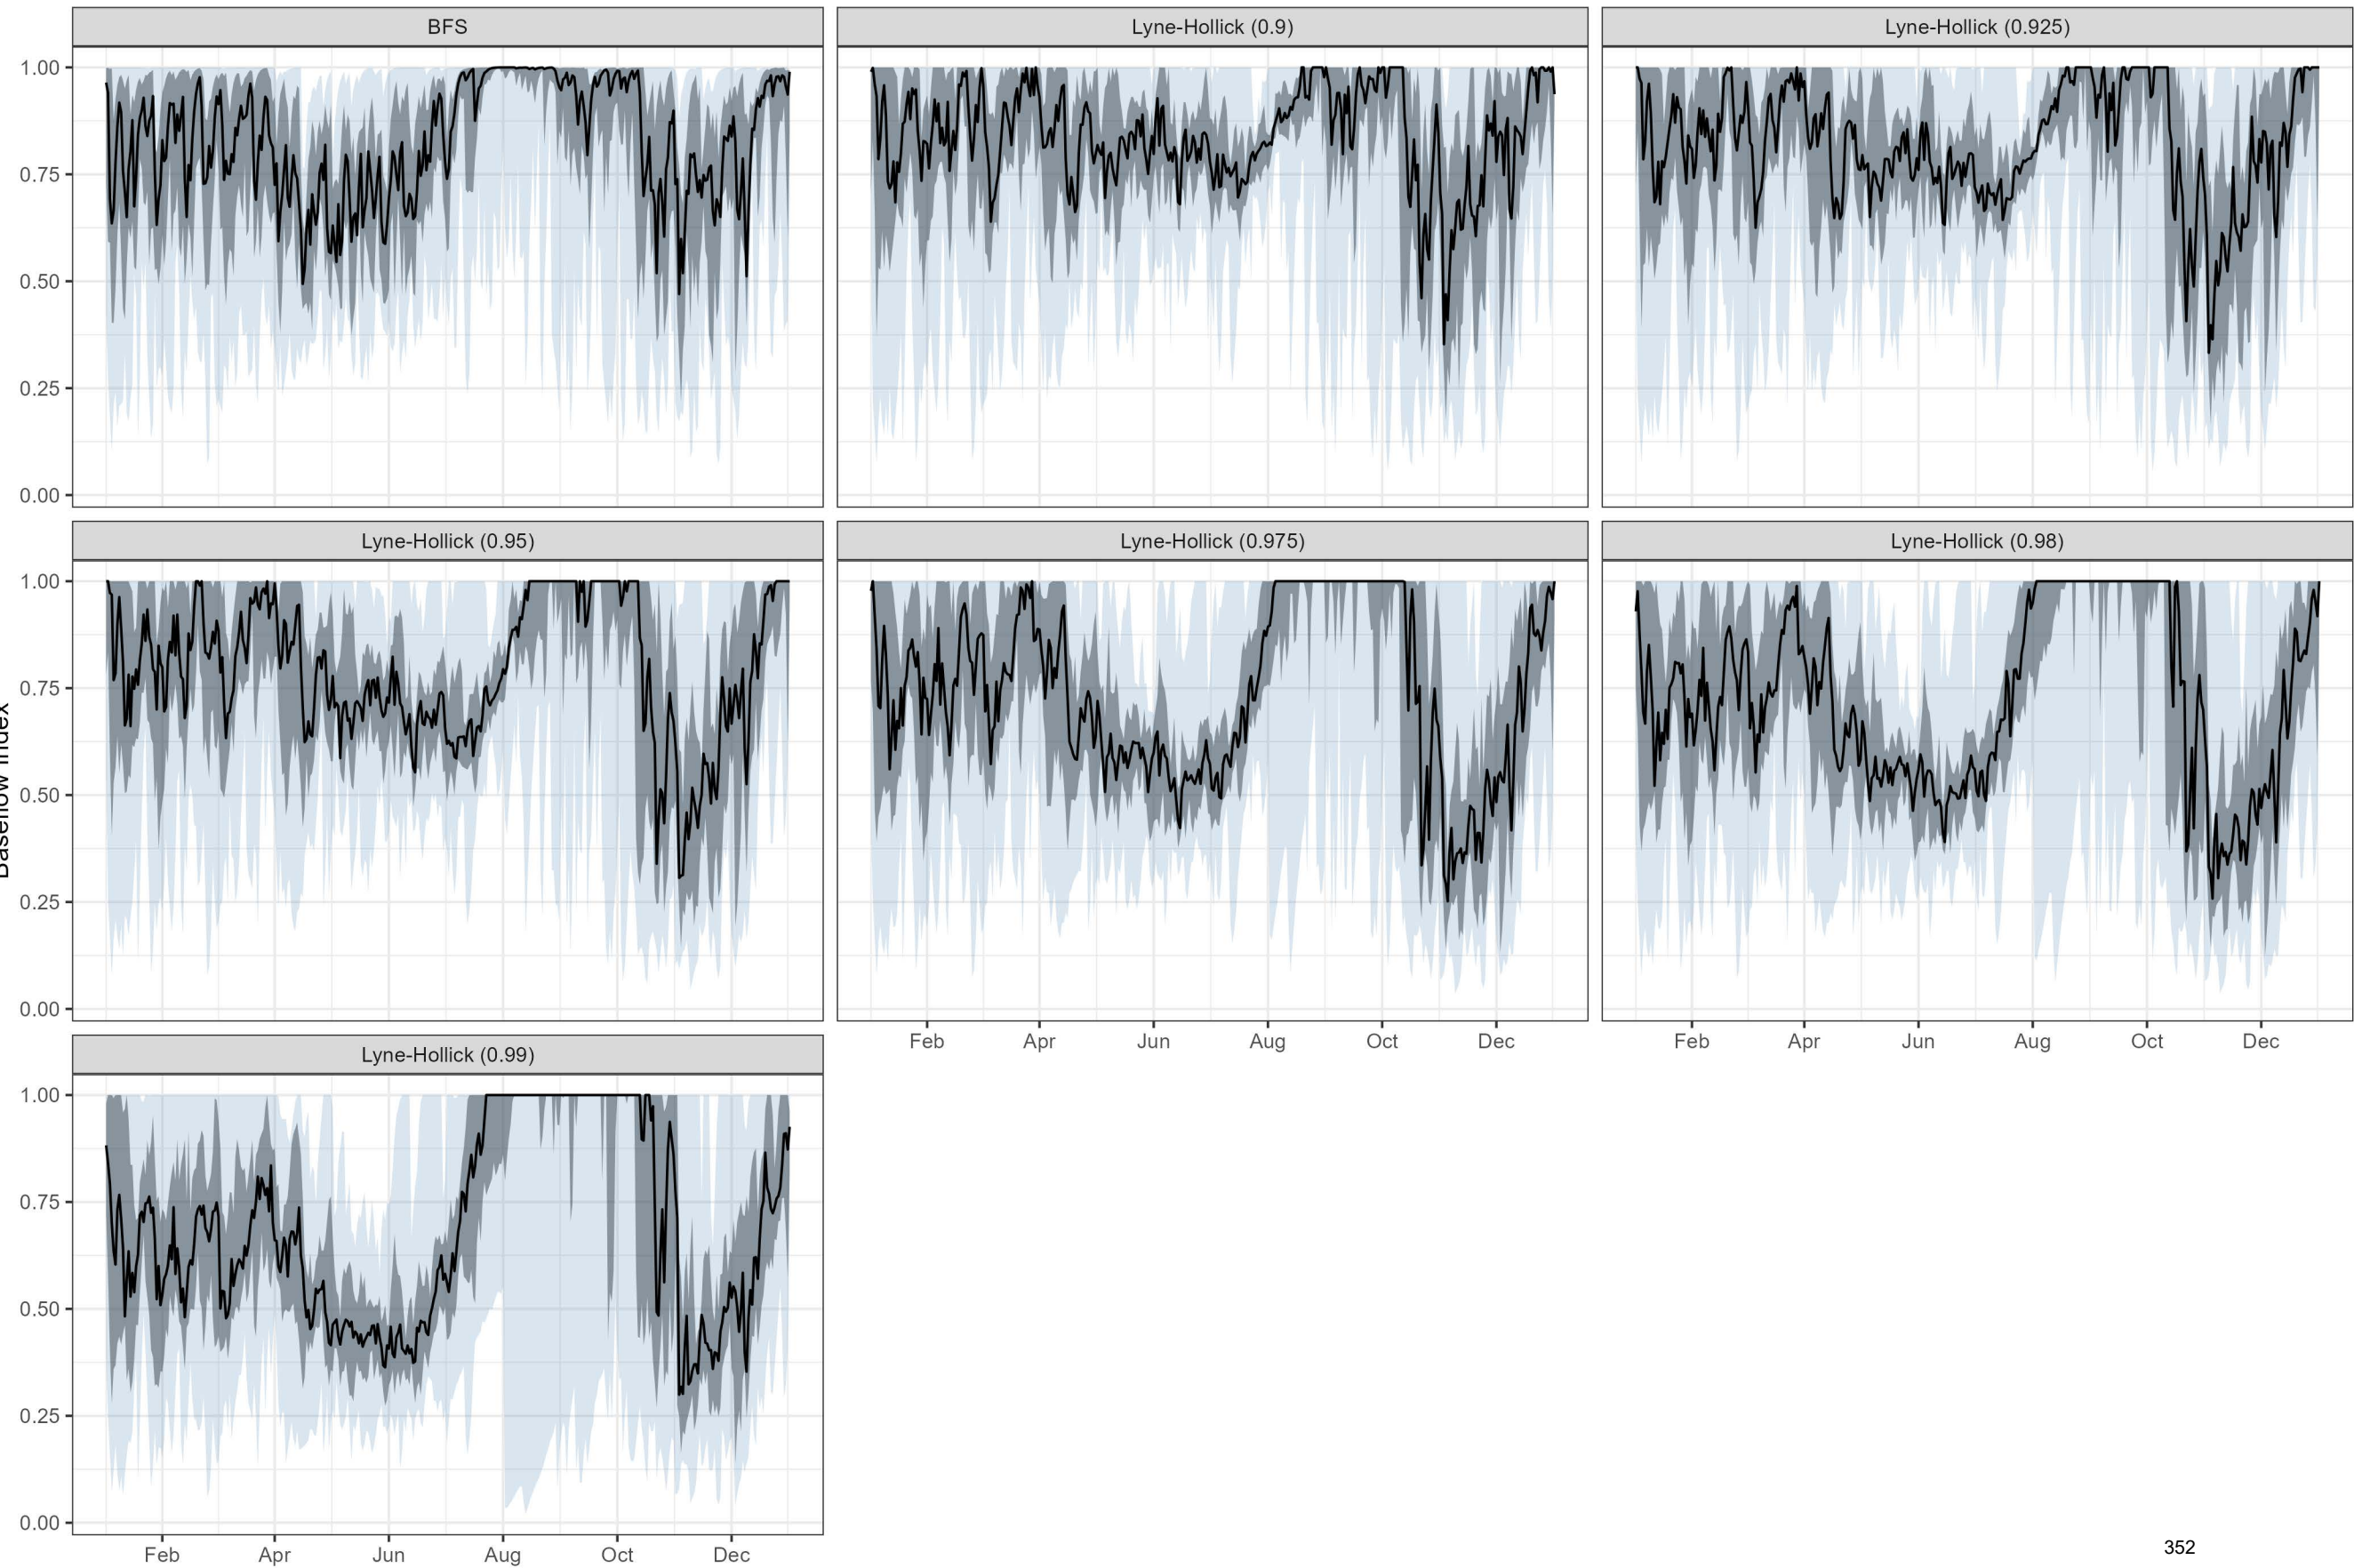 BFS
Lyne-Hollick (0.9)
Lyne-Hollick (0.925)
1.00
0.75
0.50
0.25
0.00
Lyne-Hollick (0.95)
Lyne-Hollick (0.975)
Lyne-Hollick (0.98)
1.00
0.75
0.50
0.25
0.00
Baseflow Index
Feb Apr Jun Aug Oct Dec
Feb Apr Jun Aug Oct Dec
Lyne-Hollick (0.99)
1.00
0.75
0.50
0.25
0.00
Feb Apr Jun Aug Oct Dec
352